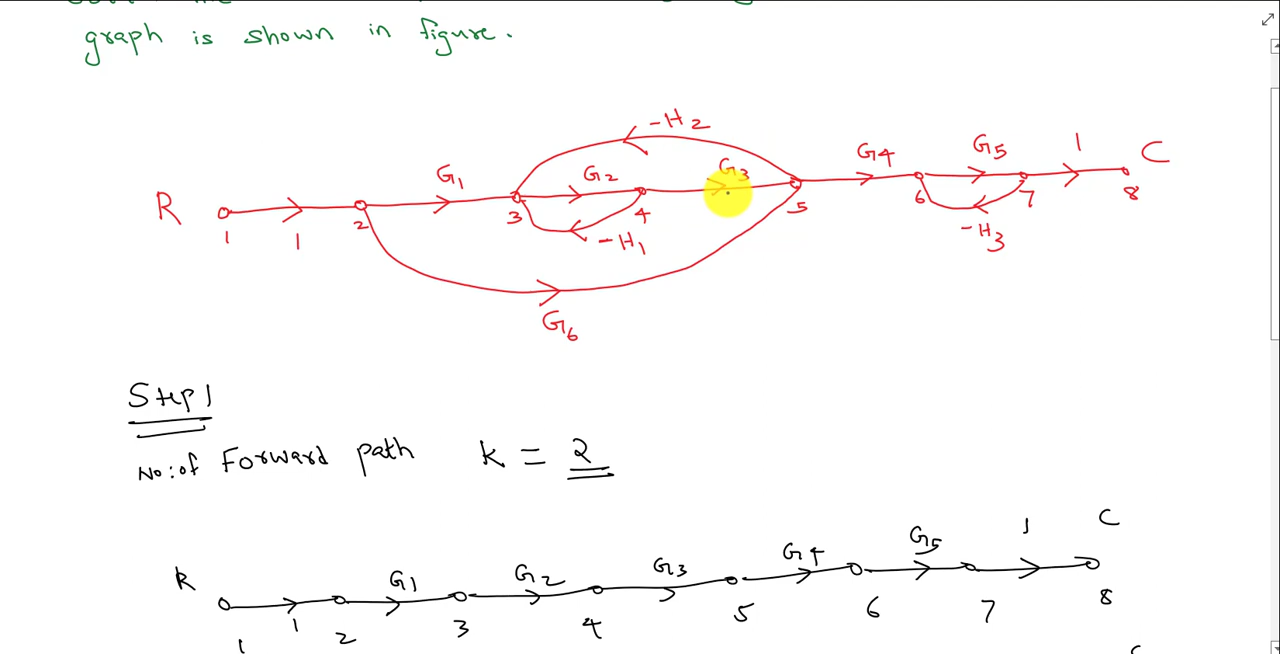 graph is shown in figure.
-H2
R 1 1 2 G1 3 G2 4 G3 5 G4 6 G5 7 1 8 C
-H1
-H3
G6
Step 1
No: of Forward path k = 2
R 1 1 2 G1 3 G2 4 G3 5 G4 6 G5 7 1 8 C